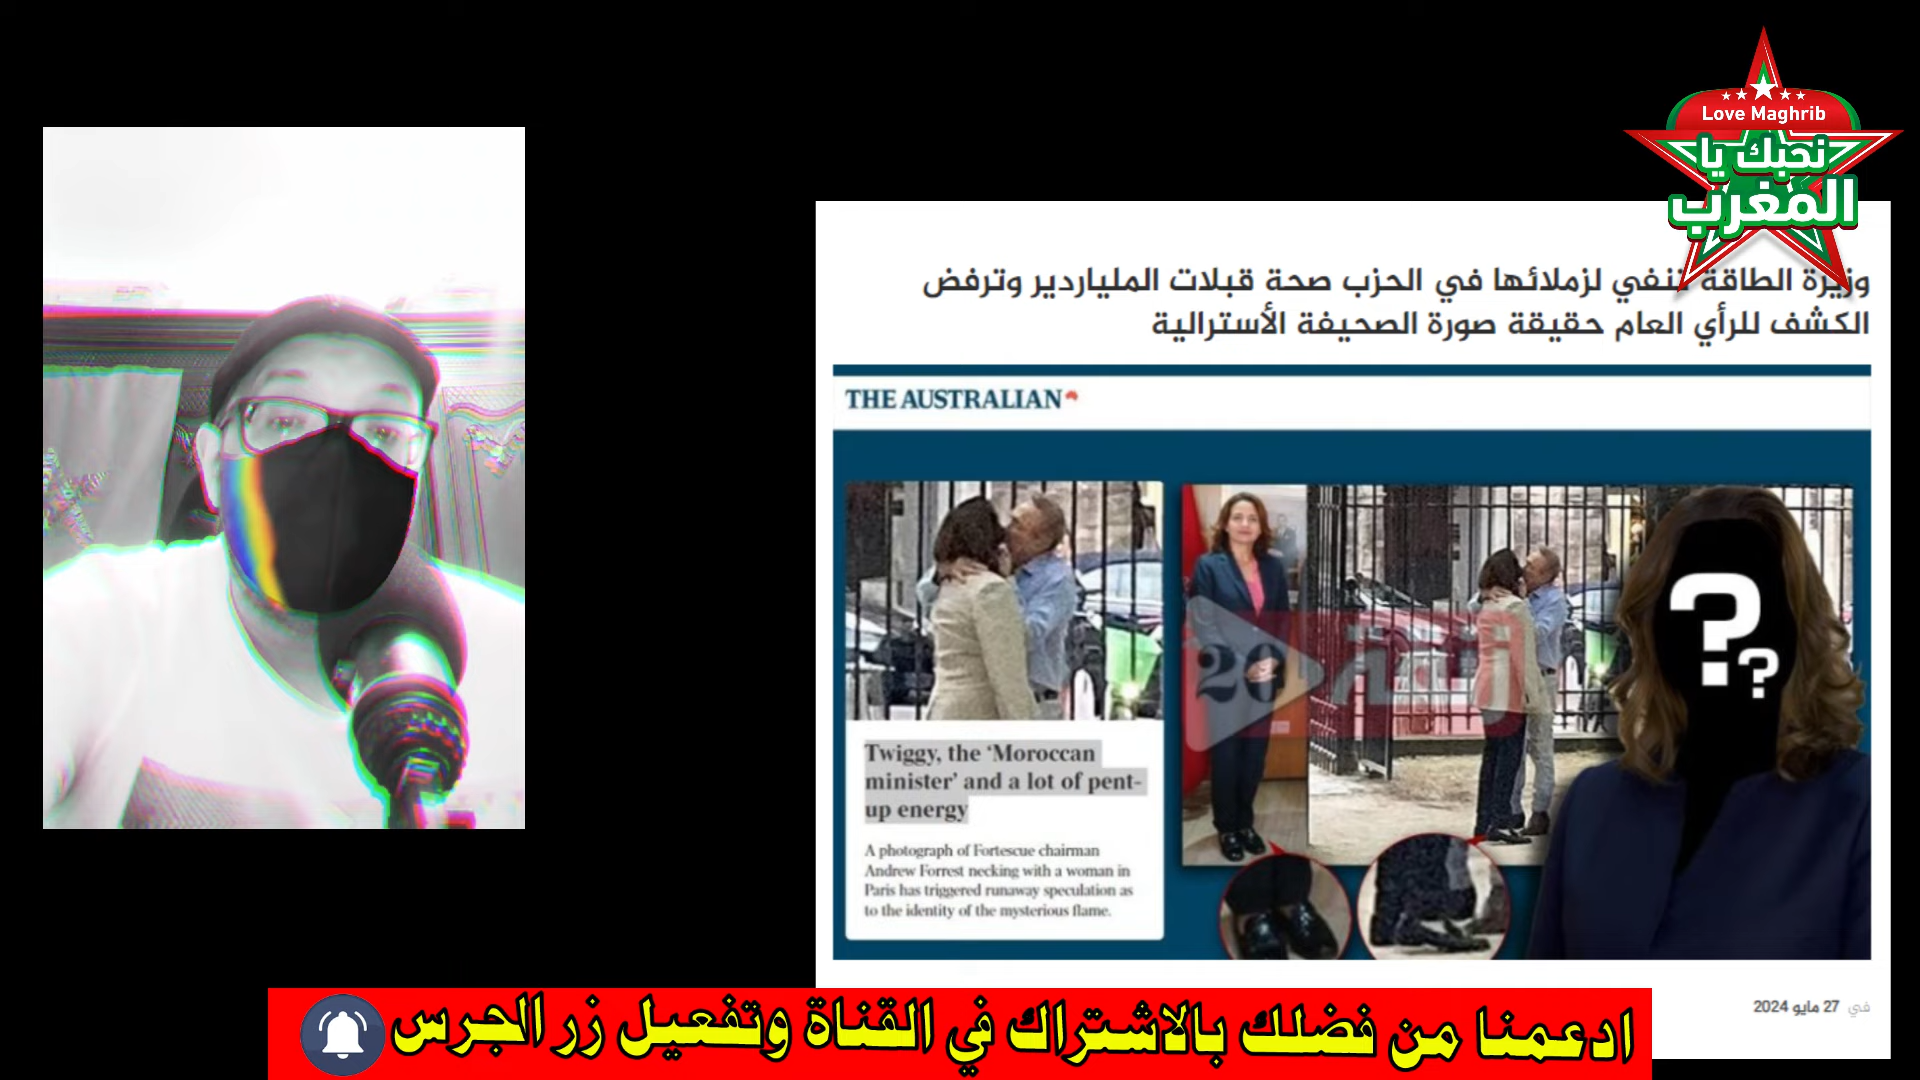 Love Maghrib
نحبك يا
المغرب
وزيرة الطاقة تنفي لزملائها في الحزب صحة قبلات الملياردير وترفض
الكشف للرأي العام حقيقة صورة الصحيفة الأسترالية
THE AUSTRALIAN
20
? ?
Twiggy, the ‘Moroccan
minister’ and a lot of pent-
up energy
A photograph of Fortescue chairman
Andrew Forrest necking with a woman in
Paris has triggered runaway speculation as
to the identity of the mysterious flame.
في 27 مايو 2024
ادعمنا من فضلك بالاشتراك في القناة وتفعيل زر الجرس